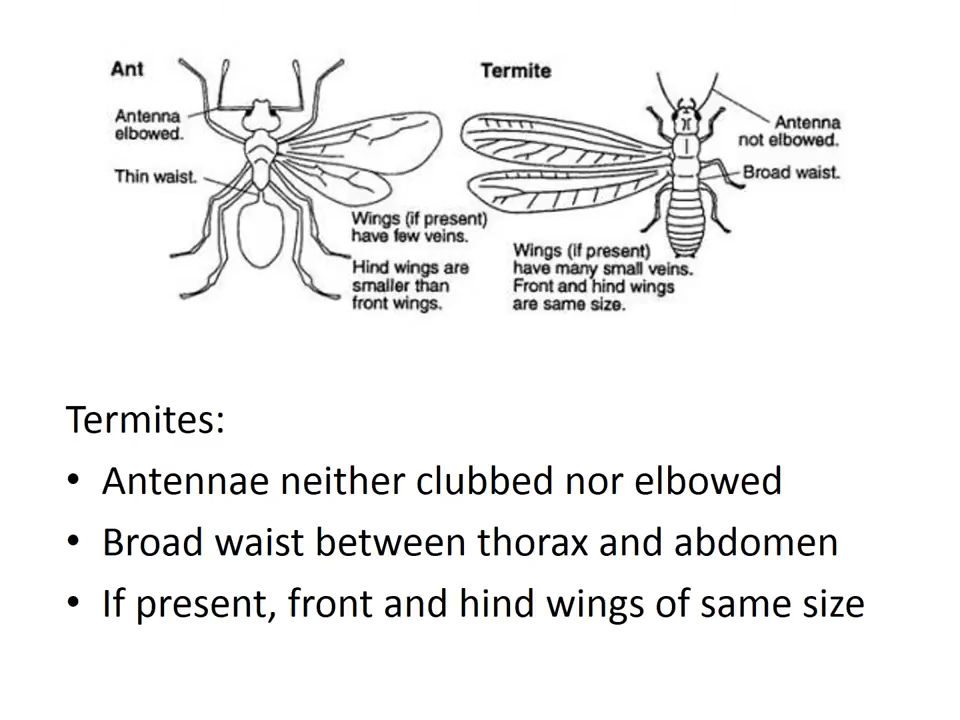 Ant
Antenna
elbowed.
Thin waist.
Wings (if present)
have few veins.
Hind wings are
smaller than
front wings.
Termite
Antenna
not elbowed.
Broad waist.
Wings (if present)
have many small veins.
Front and hind wings
are same size.
Termites:
• Antennae neither clubbed nor elbowed
• Broad waist between thorax and abdomen
• If present, front and hind wings of same size